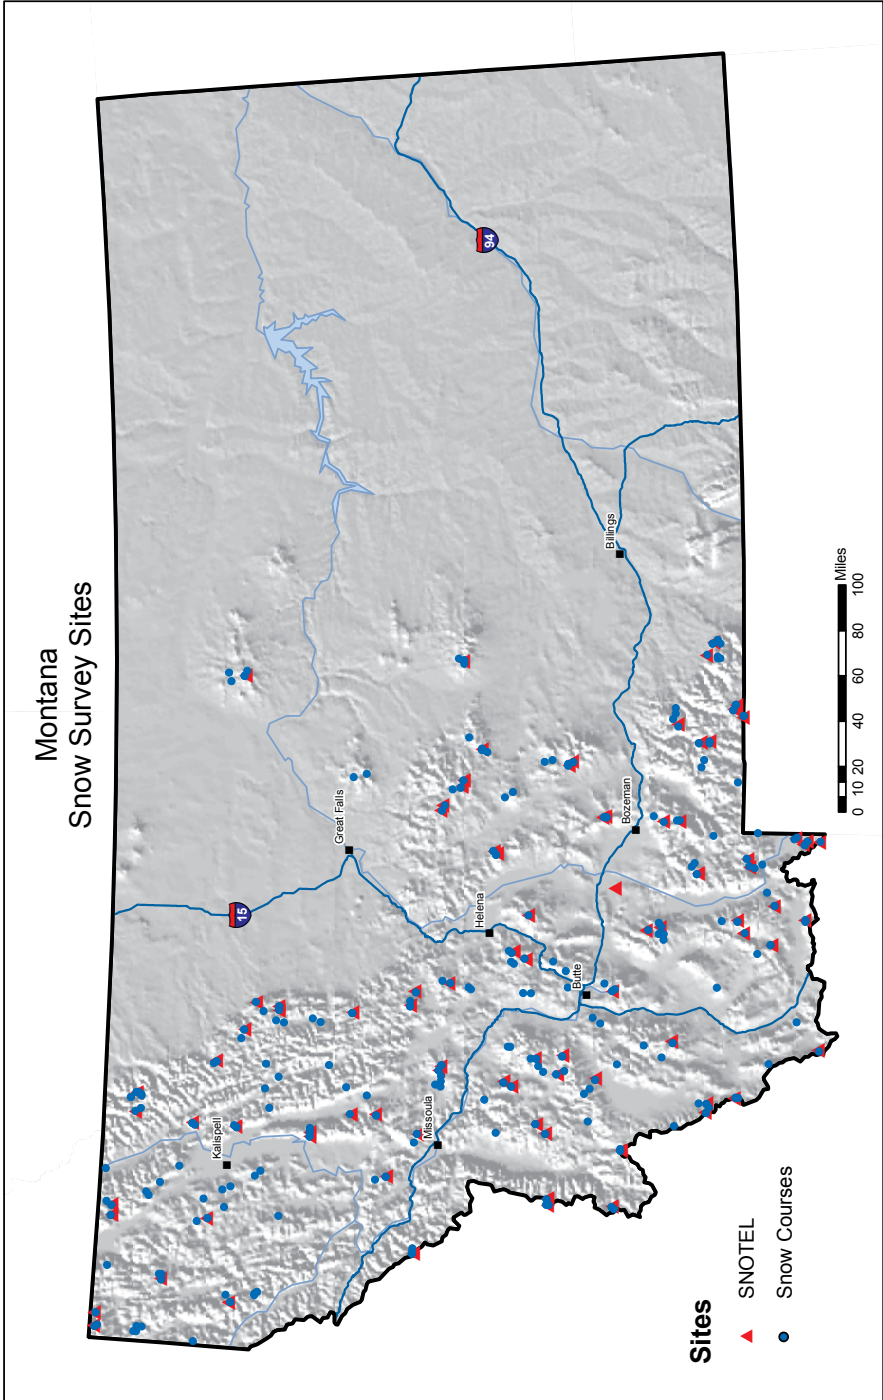 Montana
Snow Survey Sites
15
94
Great Falls
Kalispell
Helena
Missoula
Butte
Bozeman
Billings
Sites
SNOTEL
Snow Courses
0 10 20 40 60 80 100
Miles